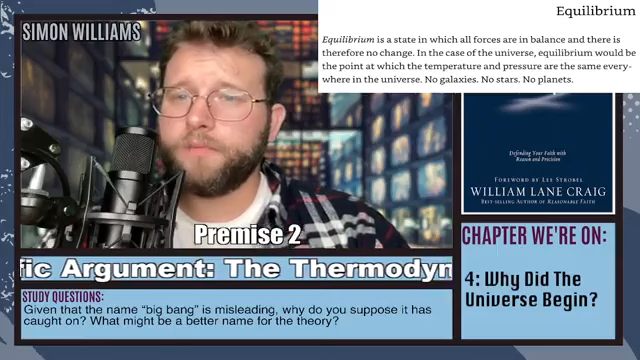 SIMON WILLIAMS
Equilibrium
Equilibrium is a state in which all forces are in balance and there is
therefore no change. In the case of the universe, equilibrium would be
the point at which the temperature and pressure are the same every-
where in the universe. No galaxies. No stars. No planets.
Defending Your Faith with
Reason and Precision
FOREWORD BY LEE STROBEL
WILLIAM LANE CRAIG
BEST-SELLING AUTHOR OF REASONABLE FAITH
Premise 2
fic Argument: The Thermodyn
STUDY QUESTIONS:
Given that the name “big bang” is misleading, why do you suppose it has
caught on? What might be a better name for the theory?
CHAPTER WE'RE ON:
4: Why Did The
Universe Begin?